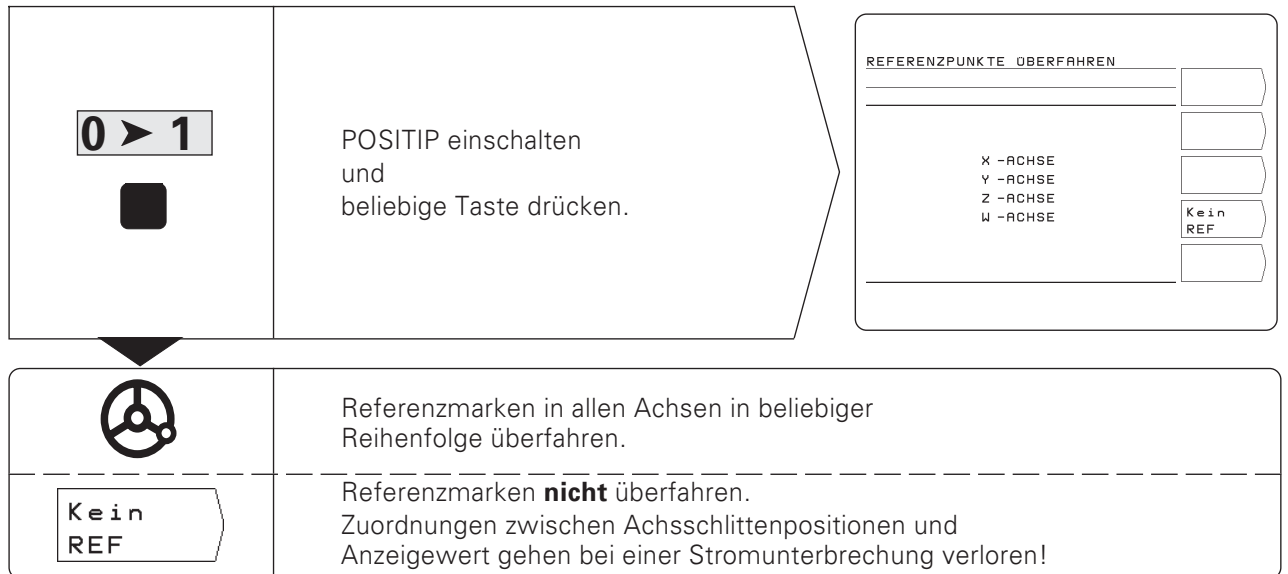 0 ➤ 1
POSITIP einschalten
und
beliebige Taste drücken.
REFERENZPUNKTE ÜBERFAHREN
X -ACHSE
Y -ACHSE
Z -ACHSE
W -ACHSE
Kein
REF
Referenzmarken in allen Achsen in beliebiger
Reihenfolge überfahren.
Kein
REF
Referenzmarken nicht überfahren.
Zuordnungen zwischen Achsschlittenpositionen und
Anzeigewert gehen bei einer Stromunterbrechung verloren!